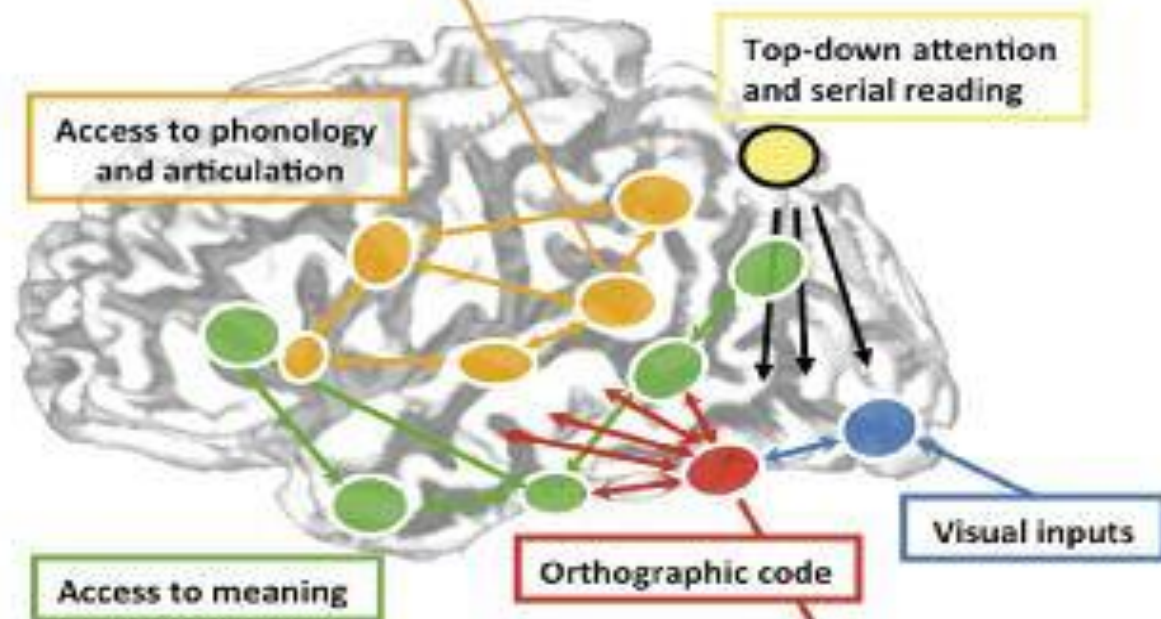 Top-down attention
and serial reading
Access to phonology
and articulation
Visual inputs
Orthographic code
Access to meaning